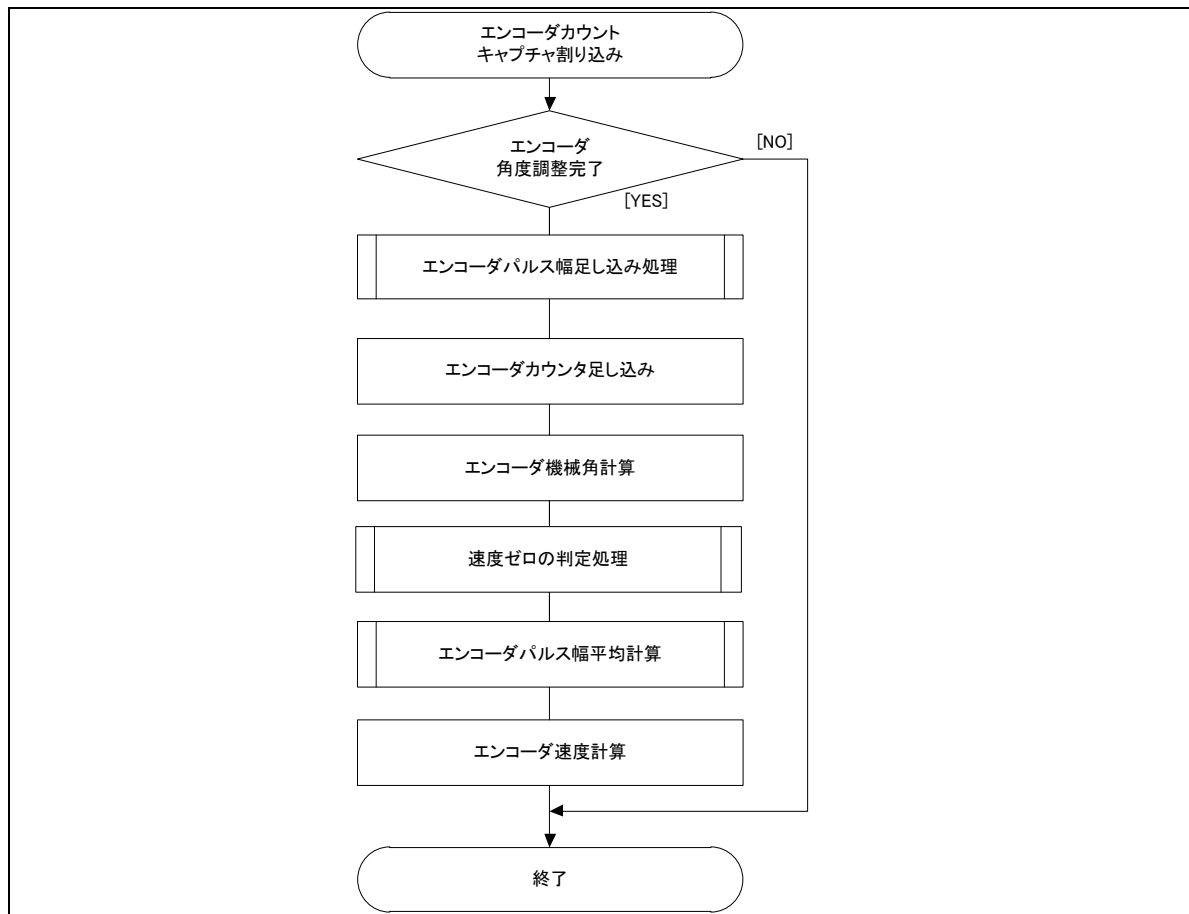 エンコーダカウント
キャプチャ割り込み
エンコーダ
角度調整完了
[NO]
[YES]
エンコーダパルス幅足し込み処理
エンコーダカウンタ足し込み
エンコーダ機械角計算
速度ゼロの判定処理
エンコーダパルス幅平均計算
エンコーダ速度計算
終了